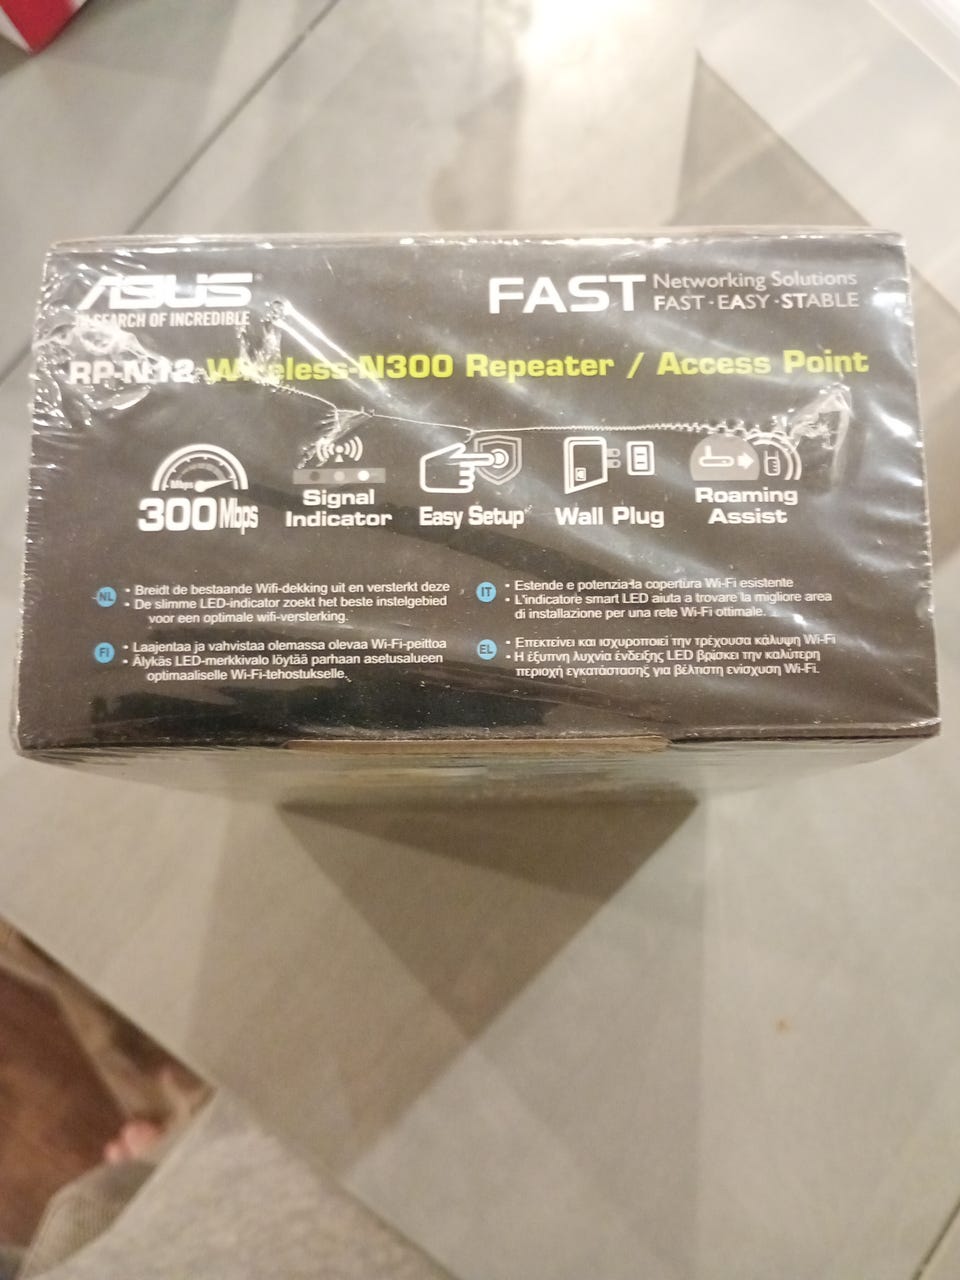 ASUS
IN SEARCH OF INCREDIBLE
FAST Networking Solutions
FAST · EASY · STABLE
RP-N12 Wireless-N300 Repeater / Access Point
Mbps
300Mbps
Signal
Indicator
Easy Setup
Wall Plug
Roaming
Assist
NL
• Breidt de bestaande Wifi-dekking uit en versterkt deze
• De slimme LED-indicator zoekt het beste instelgebied
voor een optimale wifi-versterking.
FI
• Laajentaa ja vahvistaa olemassa olevaa Wi-Fi-peittoa
• Älykäs LED-merkkivalo löytää parhaan asetusalueen
optimaaliselle Wi-Fi-tehostukselle.
IT
• Estende e potenzia la copertura Wi-Fi esistente
• L'indicatore smart LED aiuta a trovare la migliore area
di installazione per una rete Wi-Fi ottimale.
EL
• Επεκτείνει και ισχυροποιεί την τρέχουσα κάλυψη Wi-Fi
• Η έξυπνη λυχνία ένδειξης LED βρίσκει την καλύτερη
περιοχή εγκατάστασής για βέλτιστη ενίσχυση Wi-Fi.